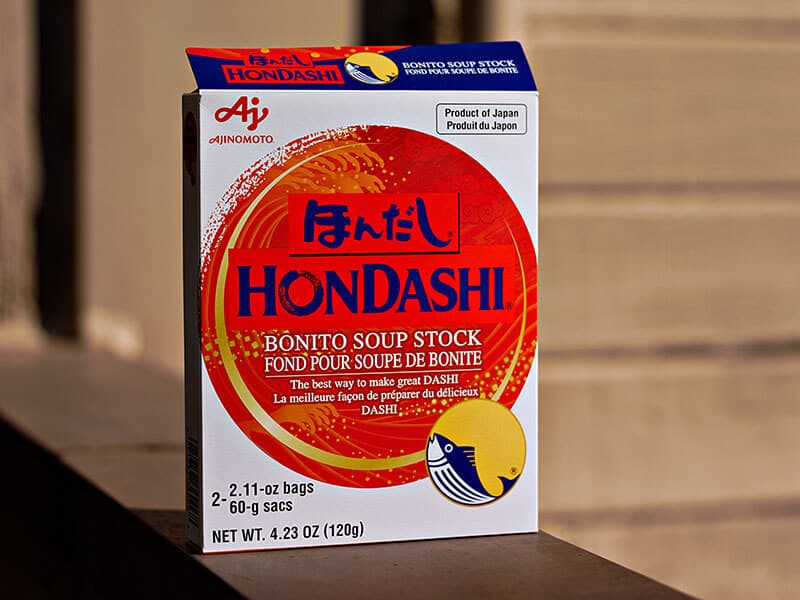 ほんだし
HONDASHI
BONITO SOUP STOCK
FOND POUR SOUPE DE BONITE
Aj
AJINOMOTO
Product of Japan
Produit du Japon
ほんだし®
HONDASHI®
BONITO SOUP STOCK
FOND POUR SOUPE DE BONITE
The best way to make great DASHI
La meilleure façon de préparer du délicieux
DASHI
®
2- 2.11-oz bags
60-g sacs
NET WT. 4.23 OZ (120g)